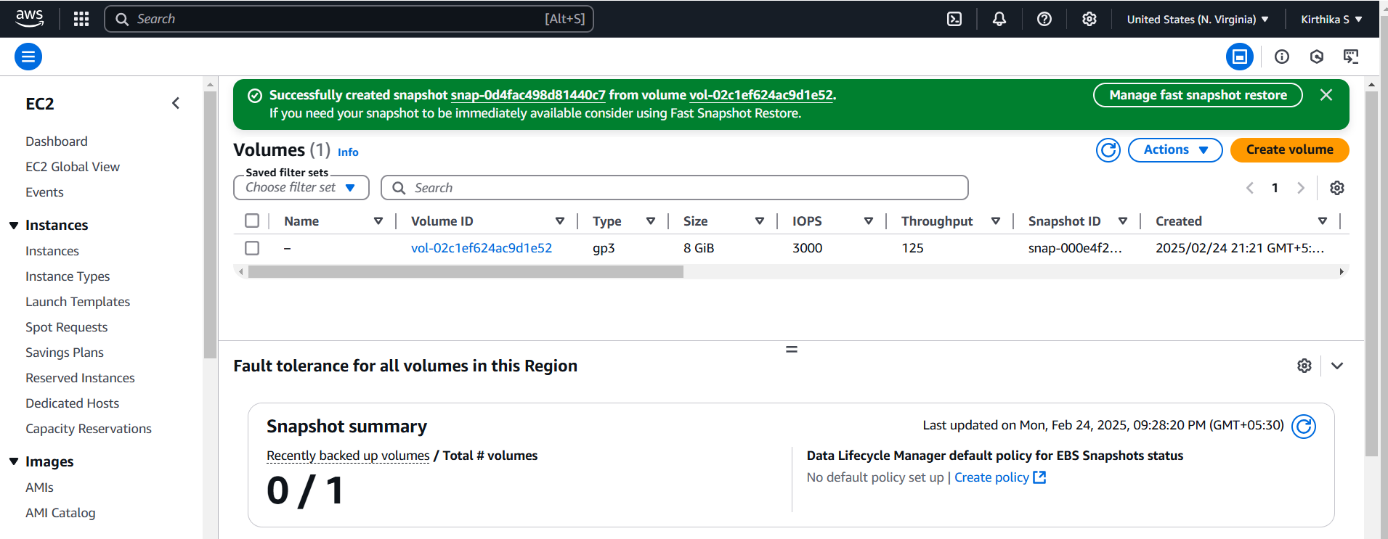 aws
Search [Alt+S] United States (N. Virginia) Kirthika S
EC2
Dashboard
EC2 Global View
Events
Instances
Instances
Instance Types
Launch Templates
Spot Requests
Savings Plans
Reserved Instances
Dedicated Hosts
Capacity Reservations
Images
AMIs
AMI Catalog
Successfully created snapshot snap-0d4fac498d81440c7 from volume vol-02c1ef624ac9d1e52.
If you need your snapshot to be immediately available consider using Fast Snapshot Restore.
Manage fast snapshot restore
Volumes (1) Info
Actions
Create volume
Saved filter sets
Choose filter set
Search
1
Name Volume ID Type Size IOPS Throughput Snapshot ID Created
– vol-02c1ef624ac9d1e52 gp3 8 GiB 3000 125 snap-000e4f2... 2025/02/24 21:21 GMT+5:...
Fault tolerance for all volumes in this Region
Snapshot summary
Last updated on Mon, Feb 24, 2025, 09:28:20 PM (GMT+05:30)
Recently backed up volumes / Total # volumes
0 / 1
Data Lifecycle Manager default policy for EBS Snapshots status
No default policy set up | Create policy